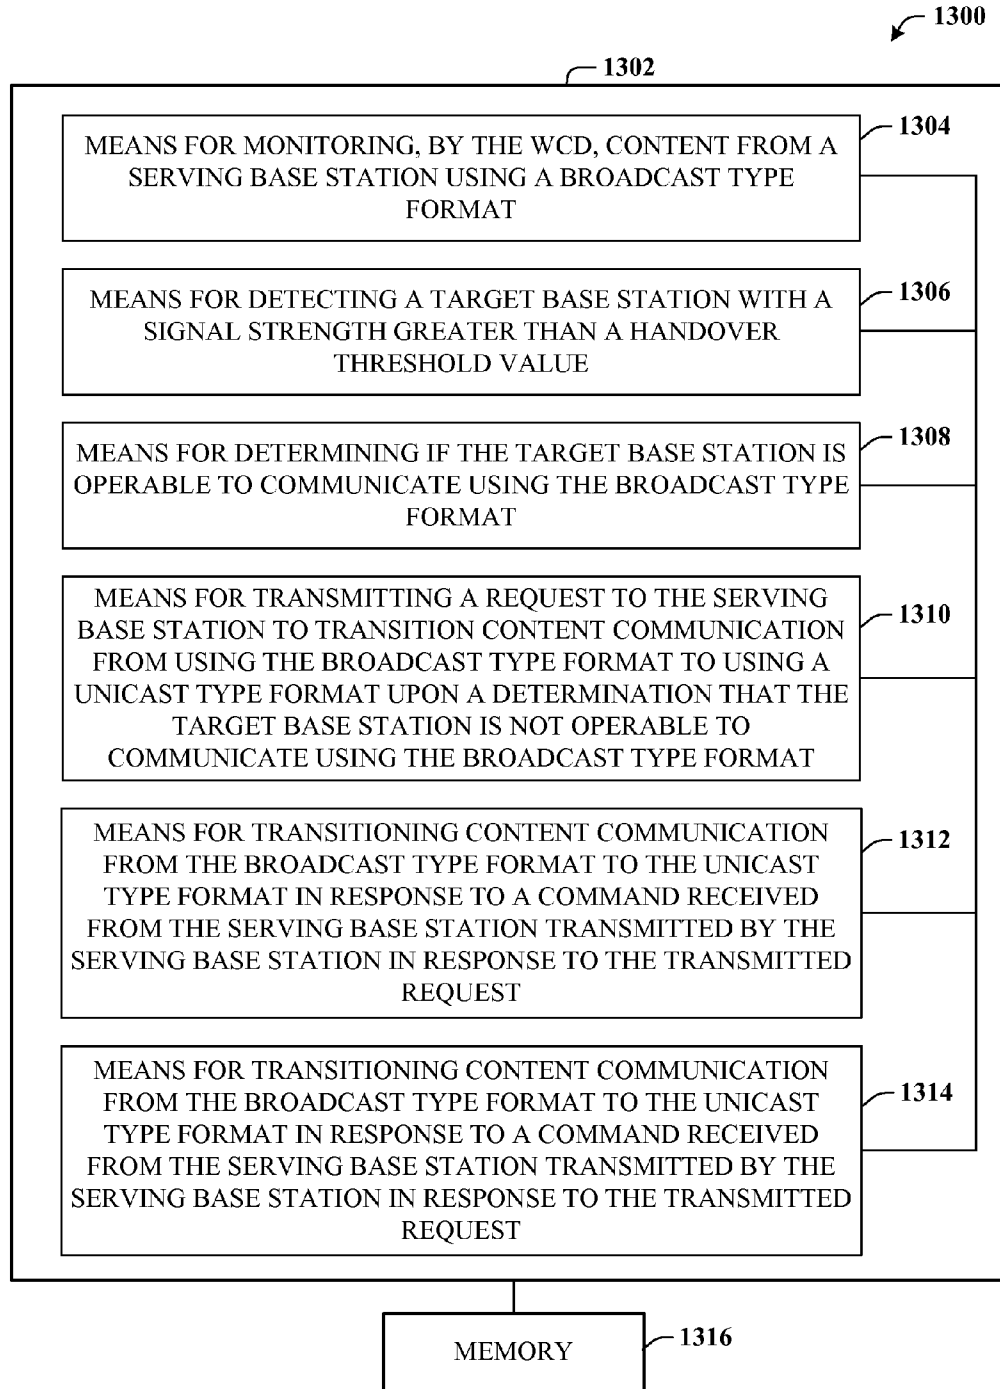 1300
1302
1304
MEANS FOR MONITORING, BY THE WCD, CONTENT FROM A
SERVING BASE STATION USING A BROADCAST TYPE
FORMAT
1306
MEANS FOR DETECTING A TARGET BASE STATION WITH A
SIGNAL STRENGTH GREATER THAN A HANDOVER
THRESHOLD VALUE
1308
MEANS FOR DETERMINING IF THE TARGET BASE STATION IS
OPERABLE TO COMMUNICATE USING THE BROADCAST TYPE
FORMAT
1310
MEANS FOR TRANSMITTING A REQUEST TO THE SERVING
BASE STATION TO TRANSITION CONTENT COMMUNICATION
FROM USING THE BROADCAST TYPE FORMAT TO USING A
UNICAST TYPE FORMAT UPON A DETERMINATION THAT THE
TARGET BASE STATION IS NOT OPERABLE TO
COMMUNICATE USING THE BROADCAST TYPE FORMAT
1312
MEANS FOR TRANSITIONING CONTENT COMMUNICATION
FROM THE BROADCAST TYPE FORMAT TO THE UNICAST
TYPE FORMAT IN RESPONSE TO A COMMAND RECEIVED
FROM THE SERVING BASE STATION TRANSMITTED BY THE
SERVING BASE STATION IN RESPONSE TO THE TRANSMITTED
REQUEST
1314
MEANS FOR TRANSITIONING CONTENT COMMUNICATION
FROM THE BROADCAST TYPE FORMAT TO THE UNICAST
TYPE FORMAT IN RESPONSE TO A COMMAND RECEIVED
FROM THE SERVING BASE STATION TRANSMITTED BY THE
SERVING BASE STATION IN RESPONSE TO THE TRANSMITTED
REQUEST
1316
MEMORY